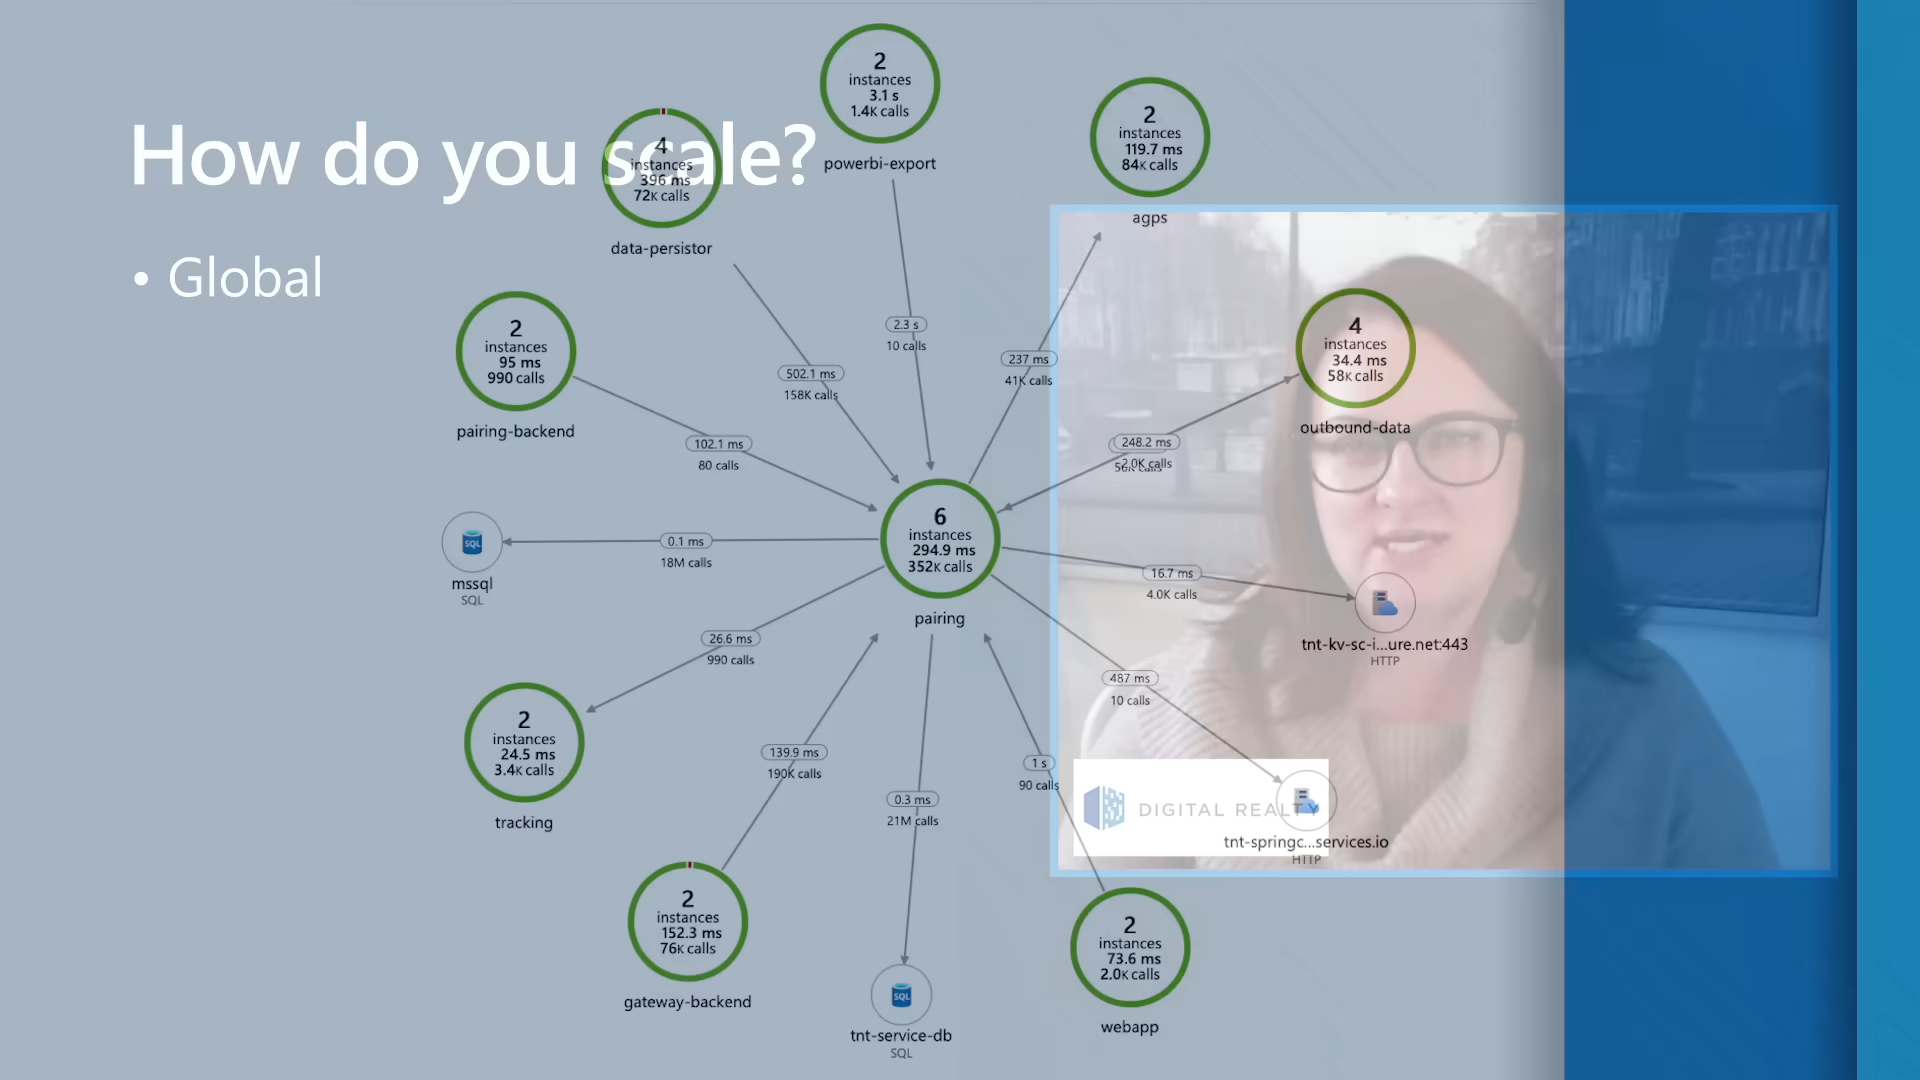 How do you scale?
• Global
2
instances
3.1 s
1.4K calls
powerbi-export
4
instances
396 ms
72K calls
data-persistor
2
instances
119.7 ms
84K calls
agps
2
instances
95 ms
990 calls
pairing-backend
4
instances
34.4 ms
58K calls
outbound-data
2.3 s
10 calls
237 ms
41K calls
502.1 ms
158K calls
102.1 ms
80 calls
248.2 ms
2.0K calls
6
instances
294.9 ms
352K calls
pairing
0.1 ms
18M calls
SQL
mssql
SQL
16.7 ms
4.0K calls
tnt-kv-sc-i...ure.net:443
HTTP
26.6 ms
990 calls
487 ms
10 calls
2
instances
24.5 ms
3.4K calls
tracking
139.9 ms
190K calls
0.3 ms
21M calls
1 s
90 calls
DIGITAL REALTY
tnt-springc...services.io
HTTP
2
instances
152.3 ms
76K calls
gateway-backend
SQL
tnt-service-db
SQL
2
instances
73.6 ms
2.0K calls
webapp